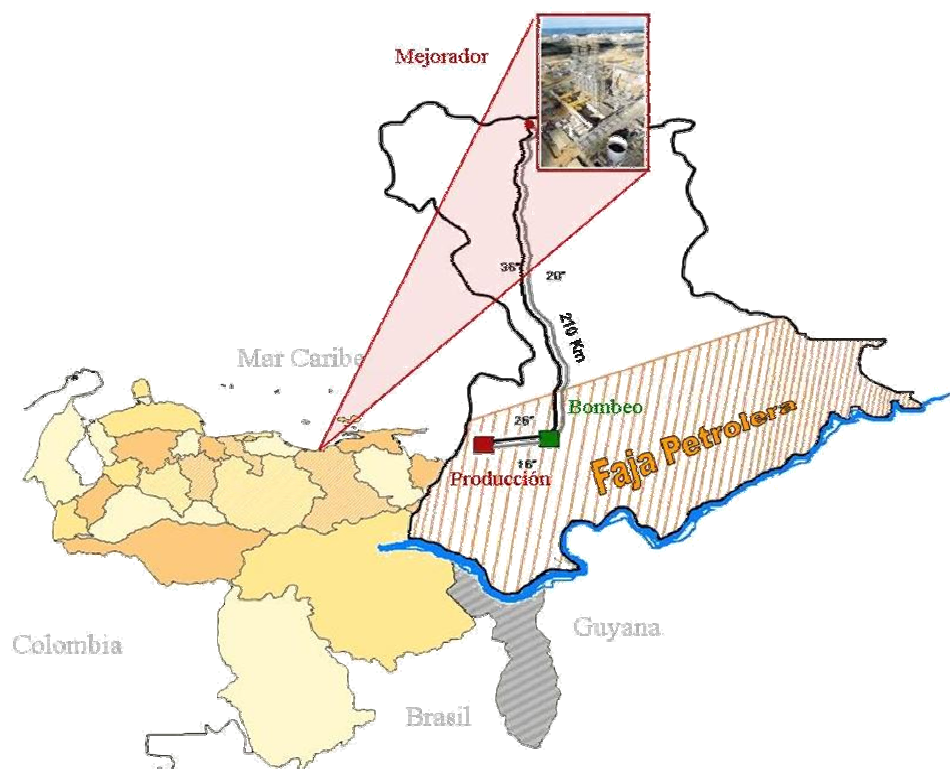 Mejorador
36"
20"
210 Km
Mar Caribe
Bombeo
26"
16"
Producción
Faja Petrolera
Guyana
Colombia
Brasil